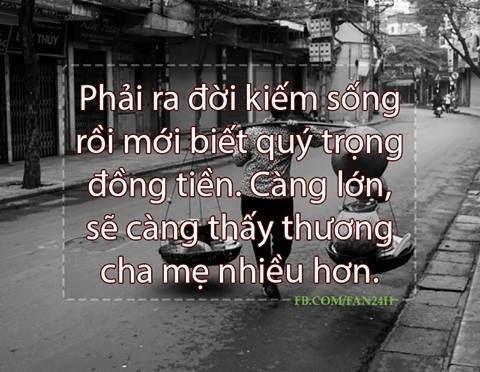 THUY
Phải ra đời kiếm sống
rồi mới biết quý trọng
đồng tiền. Càng lớn,
sẽ càng thấy thương
cha mẹ nhiều hơn.
FB.COM/FAN24H